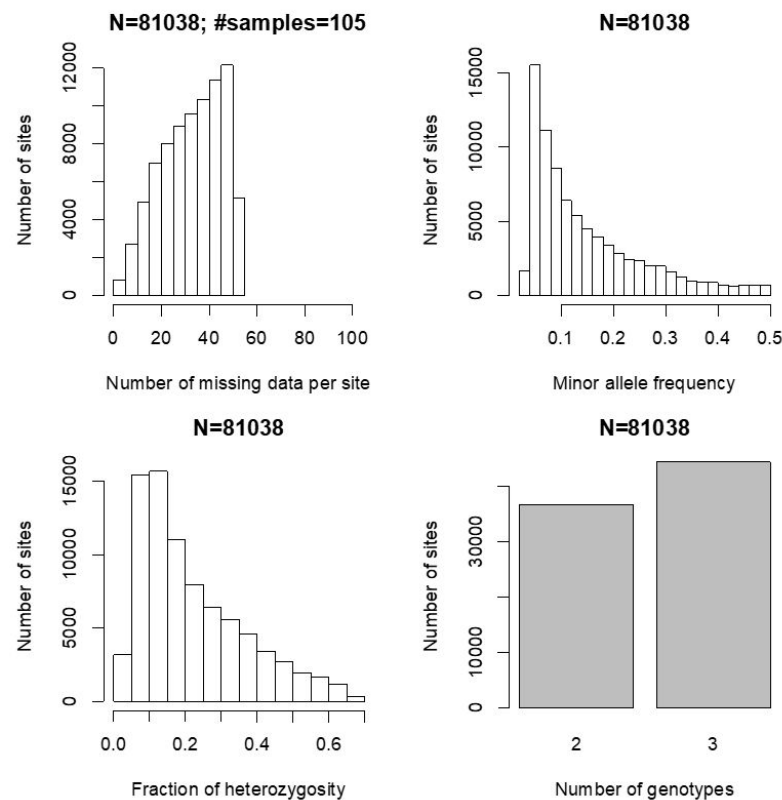 N=81038; #samples=105
Number of sites
0
4000
8000
12000
0 20 40 60 80 100
Number of missing data per site
N=81038
Number of sites
0
5000
10000
15000
0.1 0.2 0.3 0.4 0.5
Minor allele frequency
N=81038
Number of sites
0
5000
10000
15000
0.0 0.2 0.4 0.6
Fraction of heterozygosity
N=81038
Number of sites
0
10000
30000
2 3
Number of genotypes